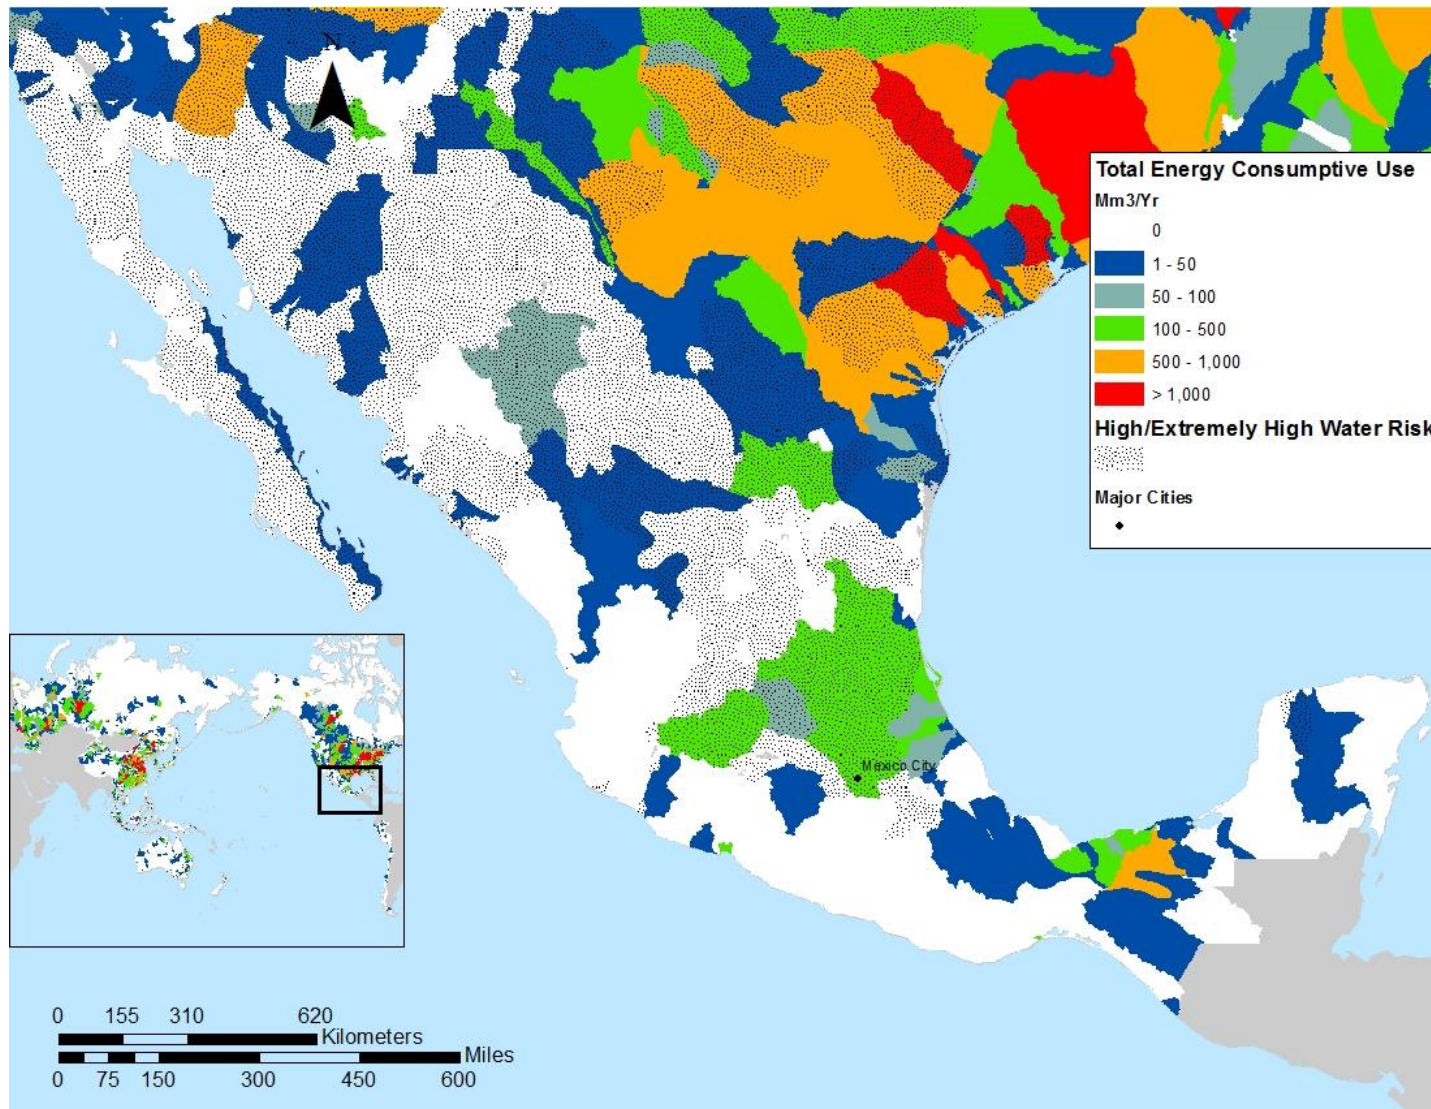 N
Total Energy Consumptive Use
Mm3/Yr
0
1 - 50
50 - 100
100 - 500
500 - 1,000
> 1,000
High/Extremely High Water Risk
Major Cities
Mexico City
0 155 310 620
Kilometers
Miles
0 75 150 300 450 600